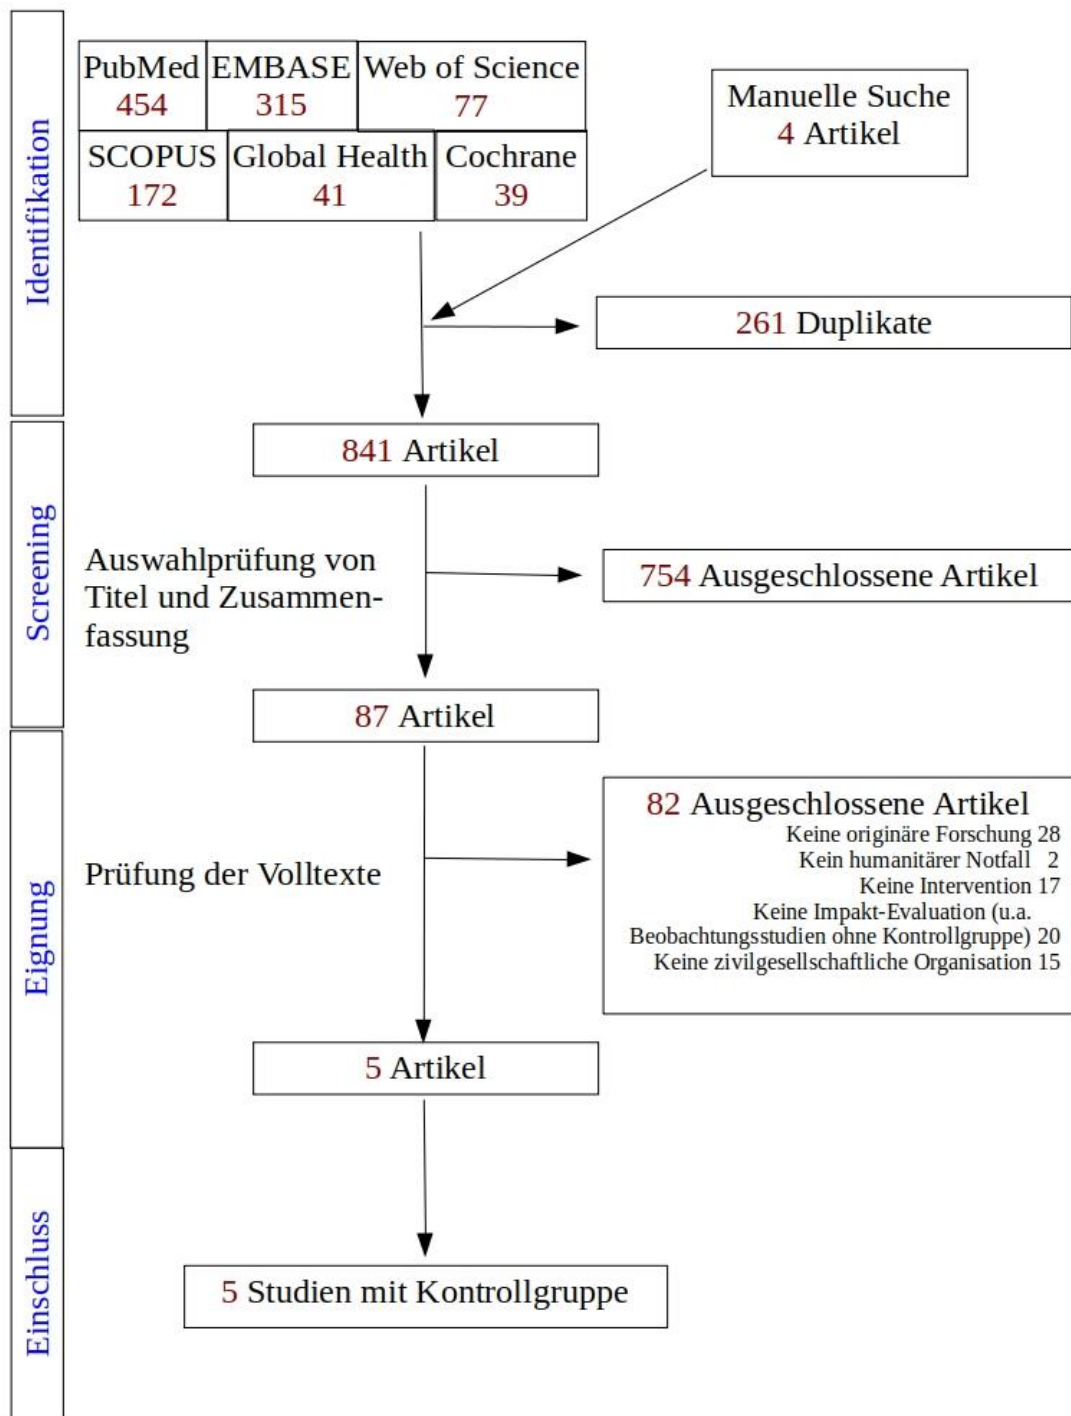 Identifikation
PubMed
454
EMBASE
315
Web of Science
77
SCOPUS
172
Global Health
41
Cochrane
39
Manuelle Suche
4 Artikel
261 Duplikate
Screening
841 Artikel
Auswahlprüfung von
Titel und Zusammen-
fassung
754 Ausgeschlossene Artikel
87 Artikel
Eignung
Prüfung der Volltexte
82 Ausgeschlossene Artikel
Keine originäre Forschung 28
Kein humanitärer Notfall 2
Keine Intervention 17
Keine Impakt-Evaluation (u.a.
Beobachtungsstudien ohne Kontrollgruppe) 20
Keine zivilgesellschaftliche Organisation 15
5 Artikel
Einschluss
5 Studien mit Kontrollgruppe